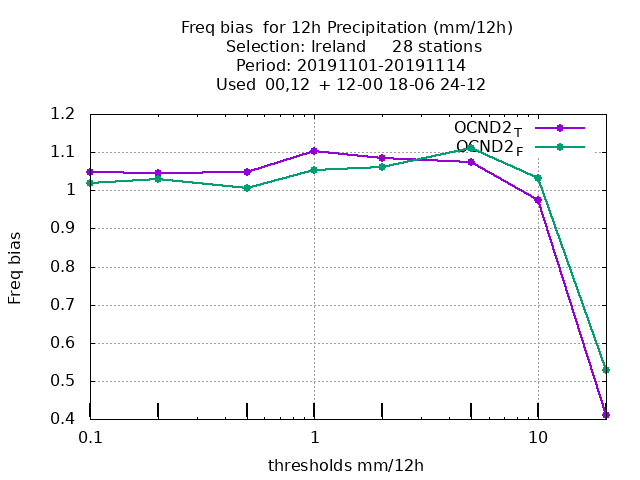 Freq bias  for 12h Precipitation (mm/12h)
Selection: Ireland     28 stations
Period: 20191101-20191114
Used  00,12  + 12-00 18-06 24-12
OCND2T
OCND2F
1.2
1.1
1
0.9
0.8
0.7
0.6
0.5
0.4
Freq bias
0.1
1
10
thresholds mm/12h